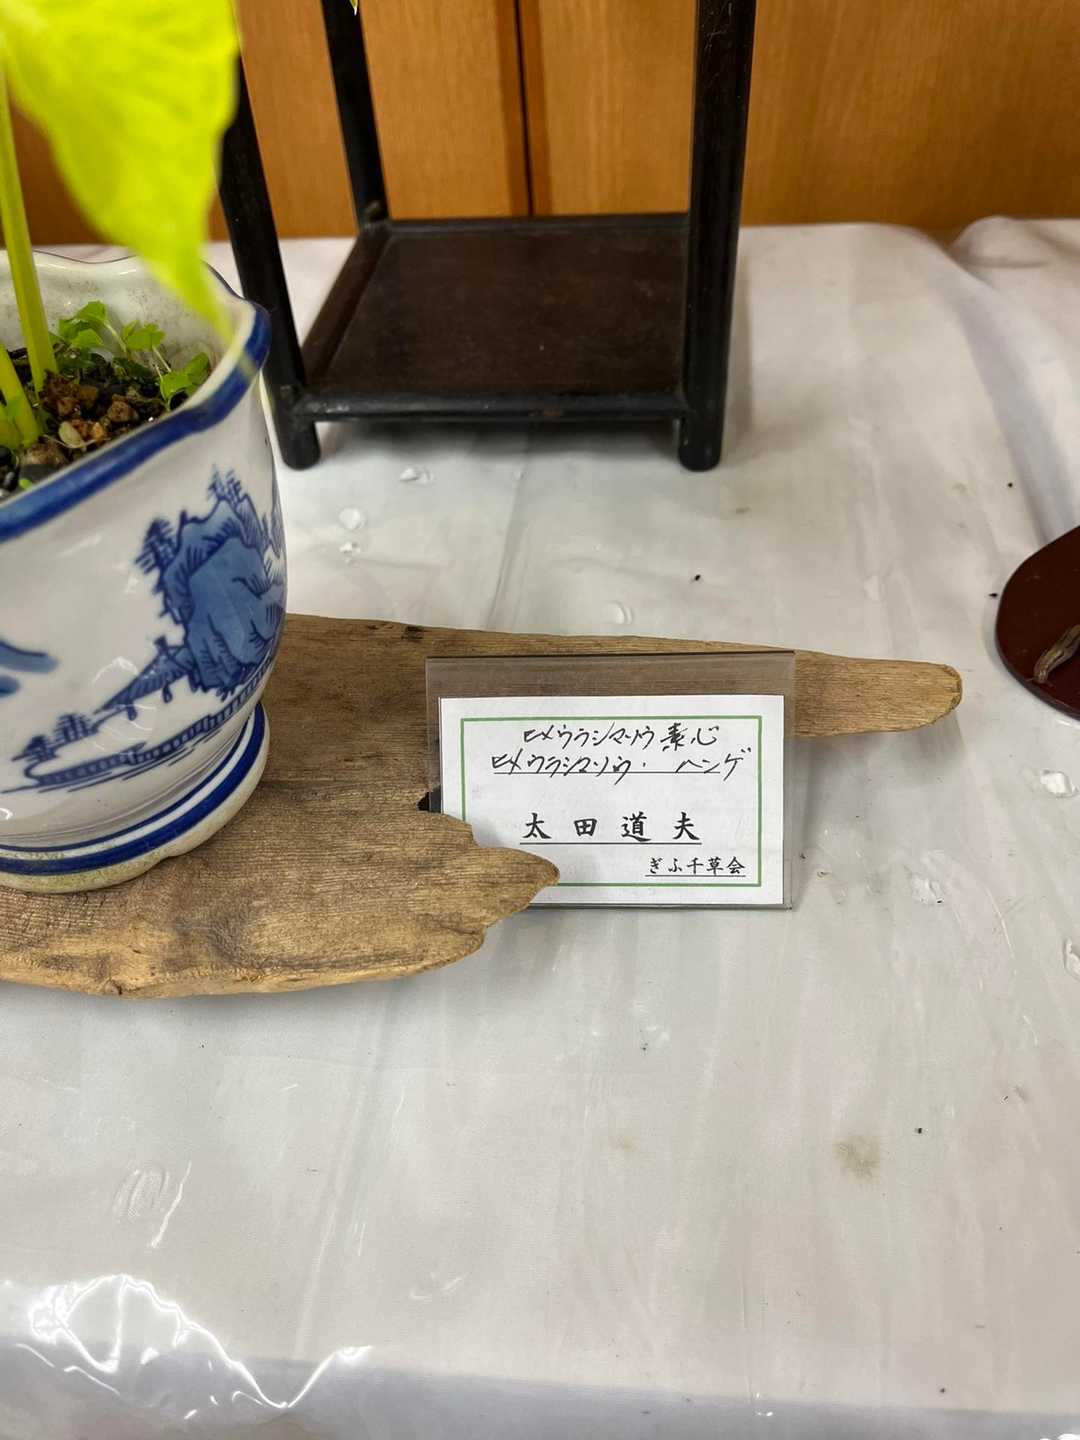 ヒメウラシマソウ素心
ヒメウラシマソウ・ ハンゲ
太田道夫
ぎふ千草会